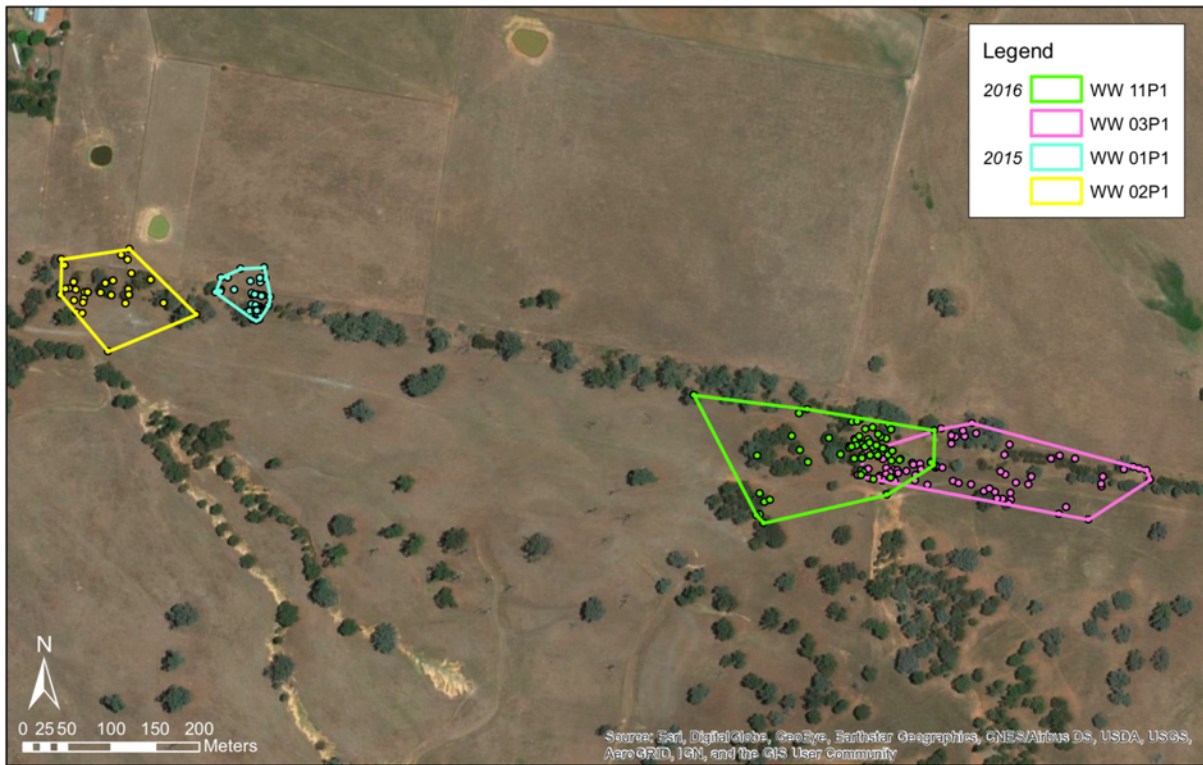 Legend
2016 WW 11P1
WW 03P1
2015 WW 01P1
WW 02P1
N
0 25 50 100 150 200
Meters
Source: Esri, DigitalGlobe, GeoEye, Earthstar Geographics, CNES/Airbus DS, USDA, USGS,
AeroGRID, IGN, and the GIS User Community